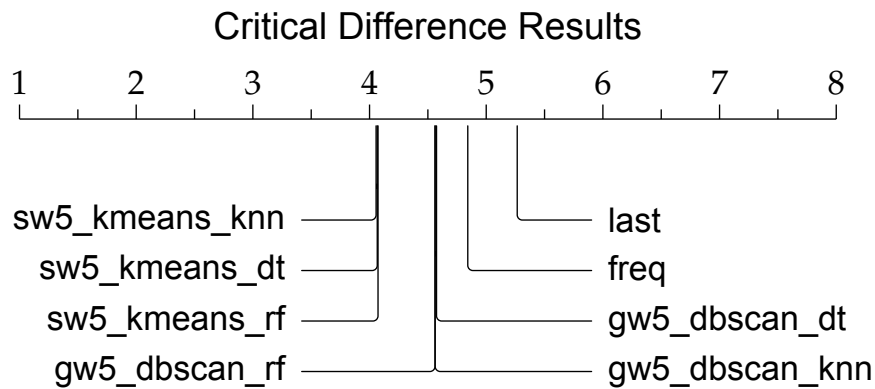 Critical Difference Results
1 2 3 4 5 6 7 8
sw5_kmeans_knn last
sw5_kmeans_dt freq
sw5_kmeans_rf gw5_dbscan_dt
gw5_dbscan_rf gw5_dbscan_knn